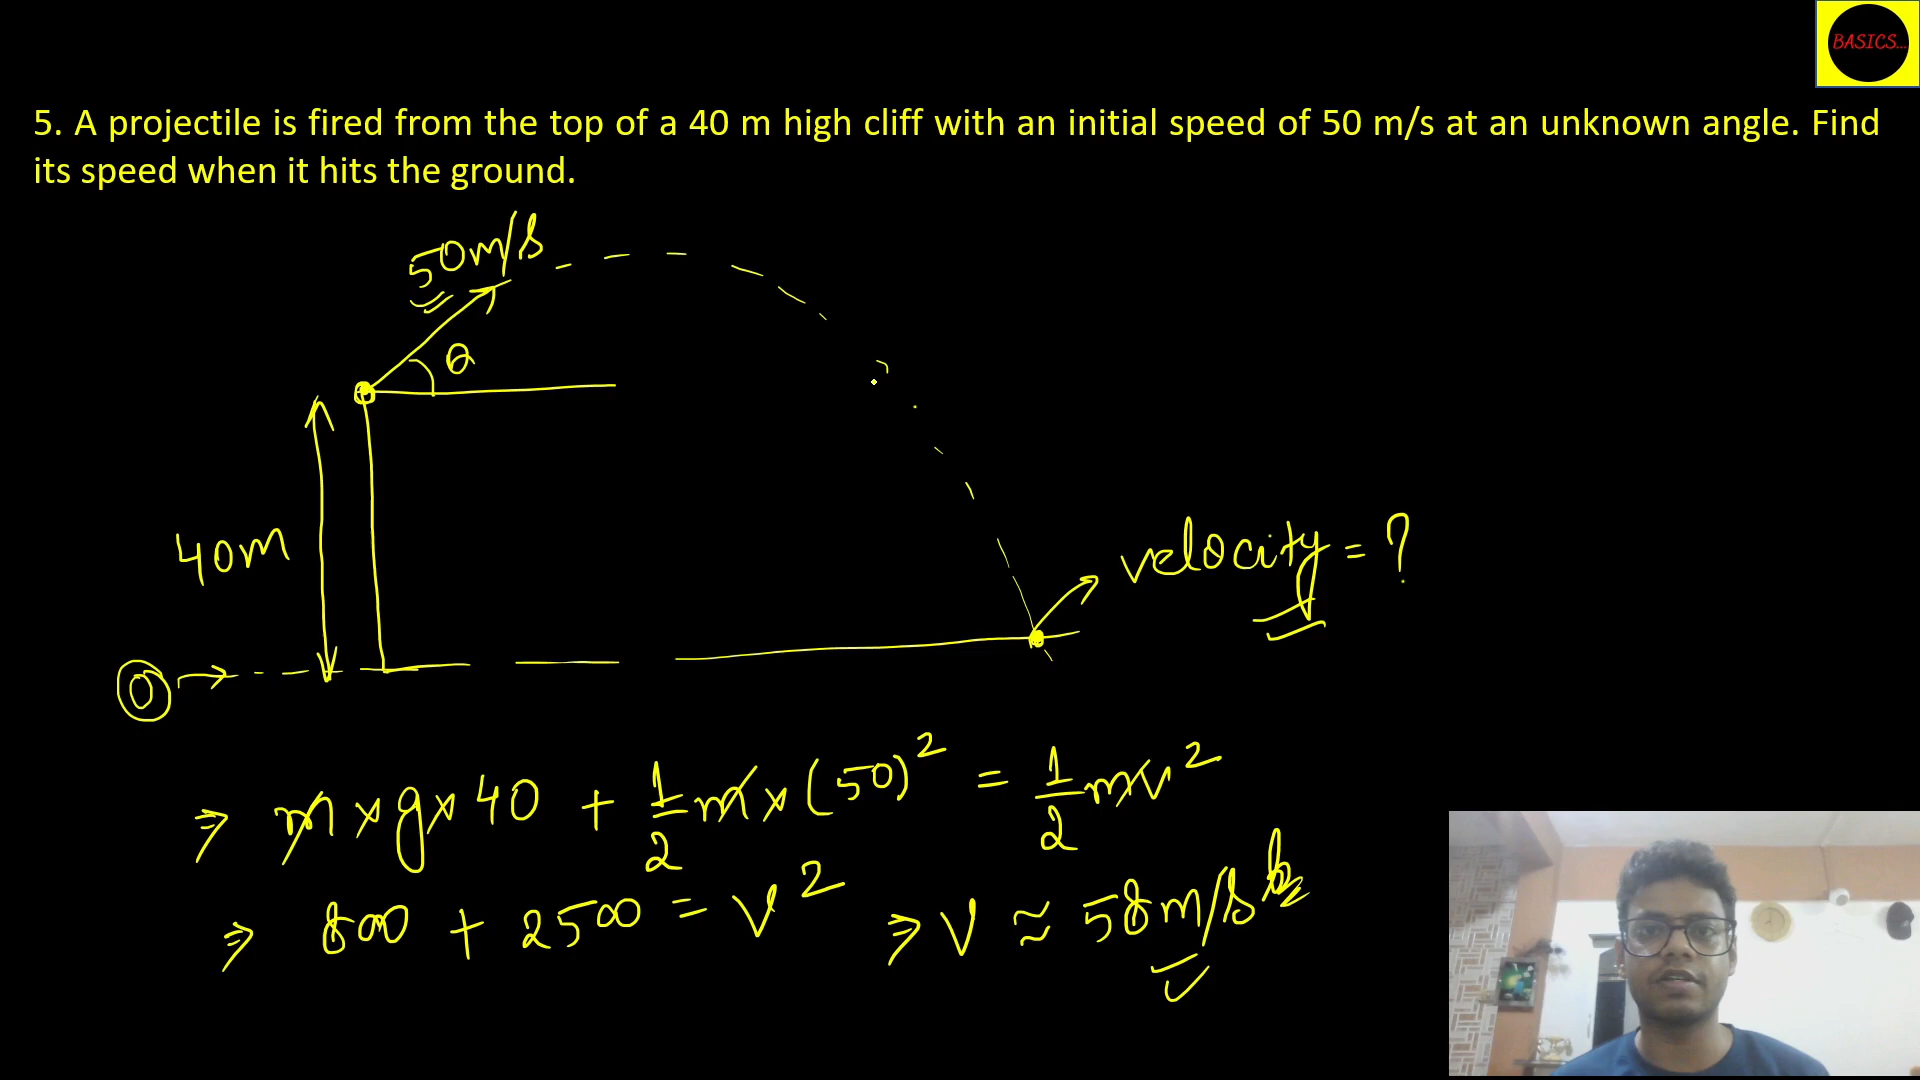 BASICS...
5. A projectile is fired from the top of a 40 m high cliff with an initial speed of 50 m/s at an unknown angle. Find
its speed when it hits the ground.
50m/s
θ
40m
velocity = ?
0 →
⇒ m × g × 40 + 1/2 m × (50)² = 1/2 mv²
⇒ 800 + 2500 = v² ⇒ v ≈ 58m/s